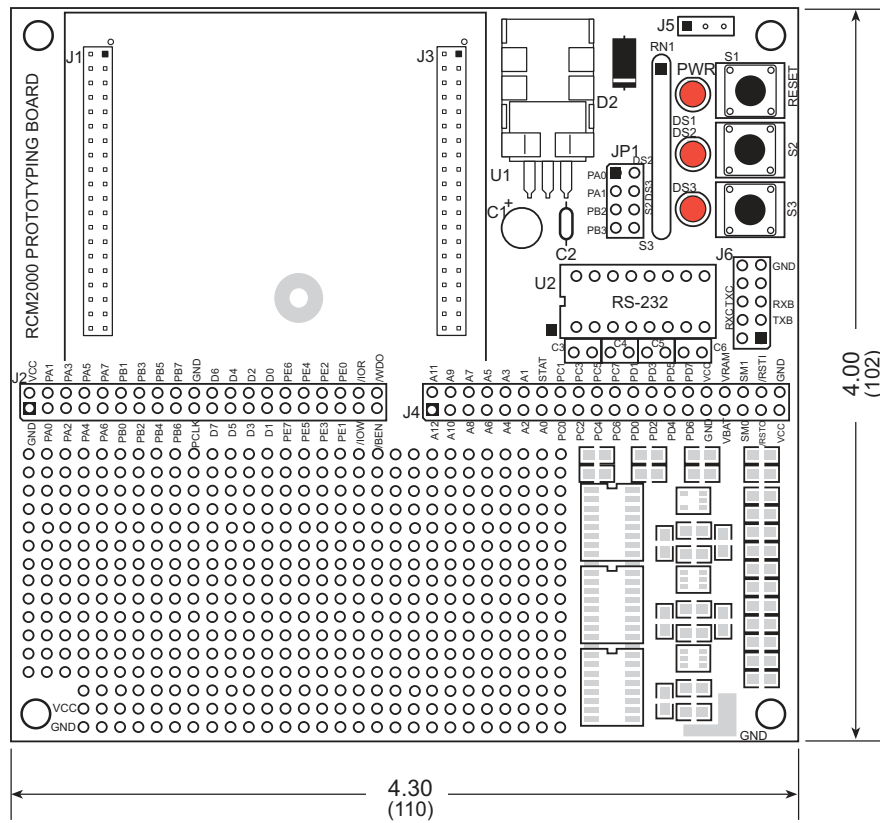 J1
J3
J5
RN1
S1
PWR
RESET
D2
DS1
DS2
S2
JP1
DS2
U1
PA0
DS3
PA1
S2 DS3
PB2
S3
PB3
C1
+
C2
S3
J6
U2
RS-232
GND
RXC TXC
RXB
TXB
C3
C4
C5
C6
RCM2000 PROTOTYPING BOARD
J2
VCC
PA1
PA3
PA5
PA7
PB1
PB3
PB5
PB7
GND
D6
D4
D2
D0
PE6
PE4
PE2
PE0
/IOR
/WDO
GND
PA0
PA2
PA4
PA6
PB0
PB2
PB4
PB6
PCLK
D7
D5
D3
D1
PE7
PE5
PE3
PE1
/IOW
/BEN
J4
A11
A9
A7
A5
A3
A1
STAT
PC1
PC3
PC5
PC7
PD1
PD3
PD5
PD7
VCC
VRAM
SM1
/RSTI
GND
A12
A10
A8
A6
A4
A2
A0
PC0
PC2
PC4
PC6
PD0
PD2
PD4
PD6
GND
VBAT
SM0
/RSTO
VCC
VCC
GND
GND
4.00
(102)
4.30
(110)